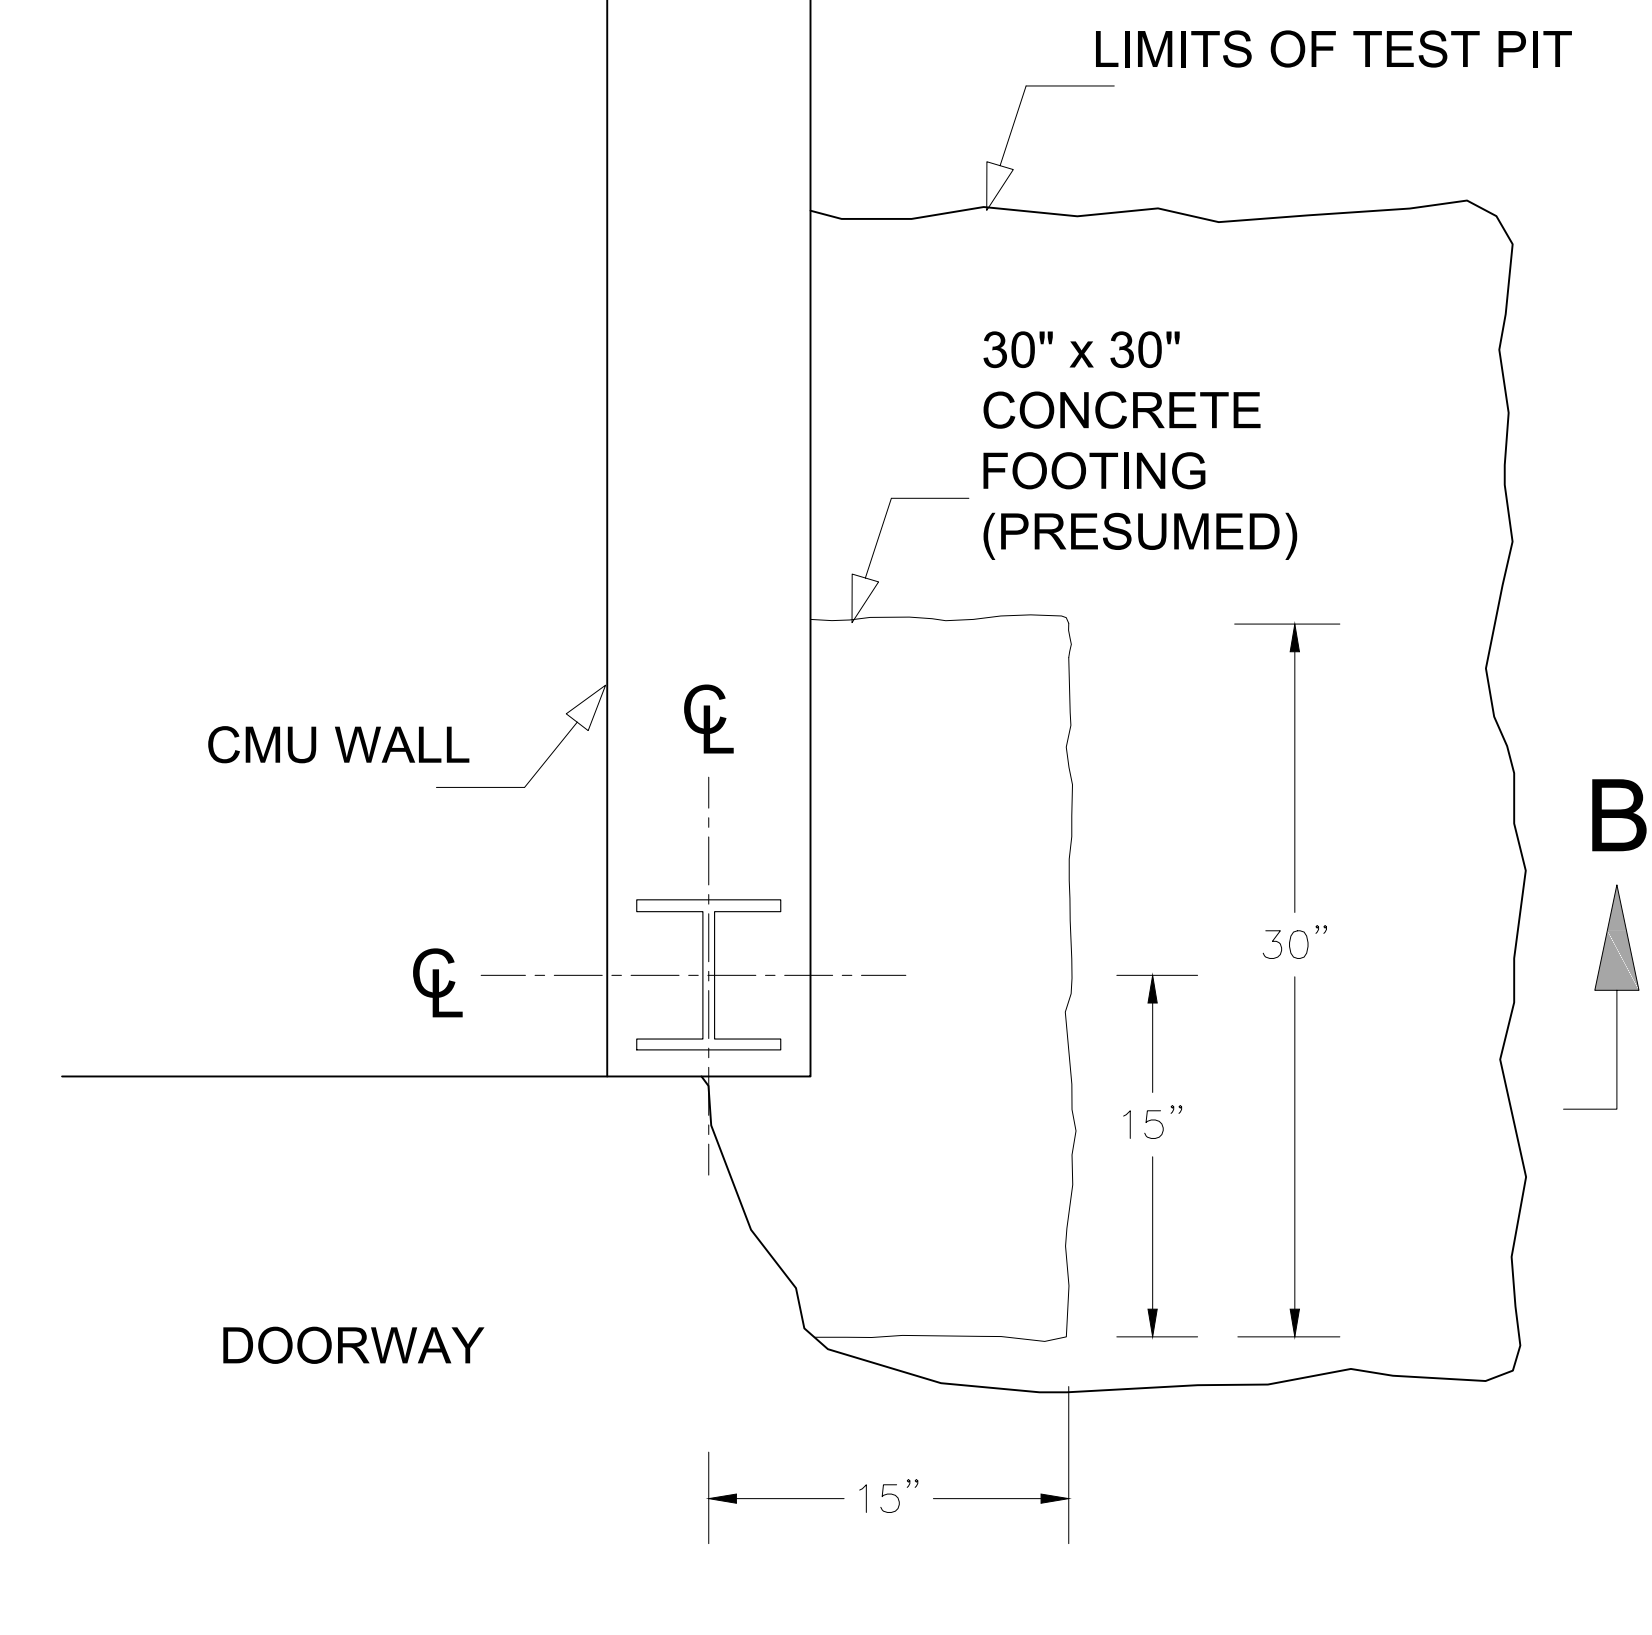 LIMITS OF TEST PIT
30" x 30"
CONCRETE
FOOTING
(PRESUMED)
℄
CMU WALL
B
30”
℄
15”
DOORWAY
15”